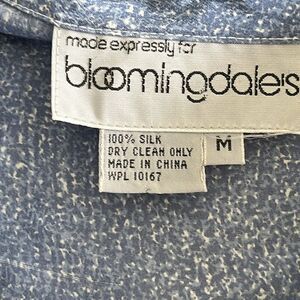 made expressly for
bloomingdale's
100% SILK
DRY CLEAN ONLY
MADE IN CHINA
WPL 10167
M